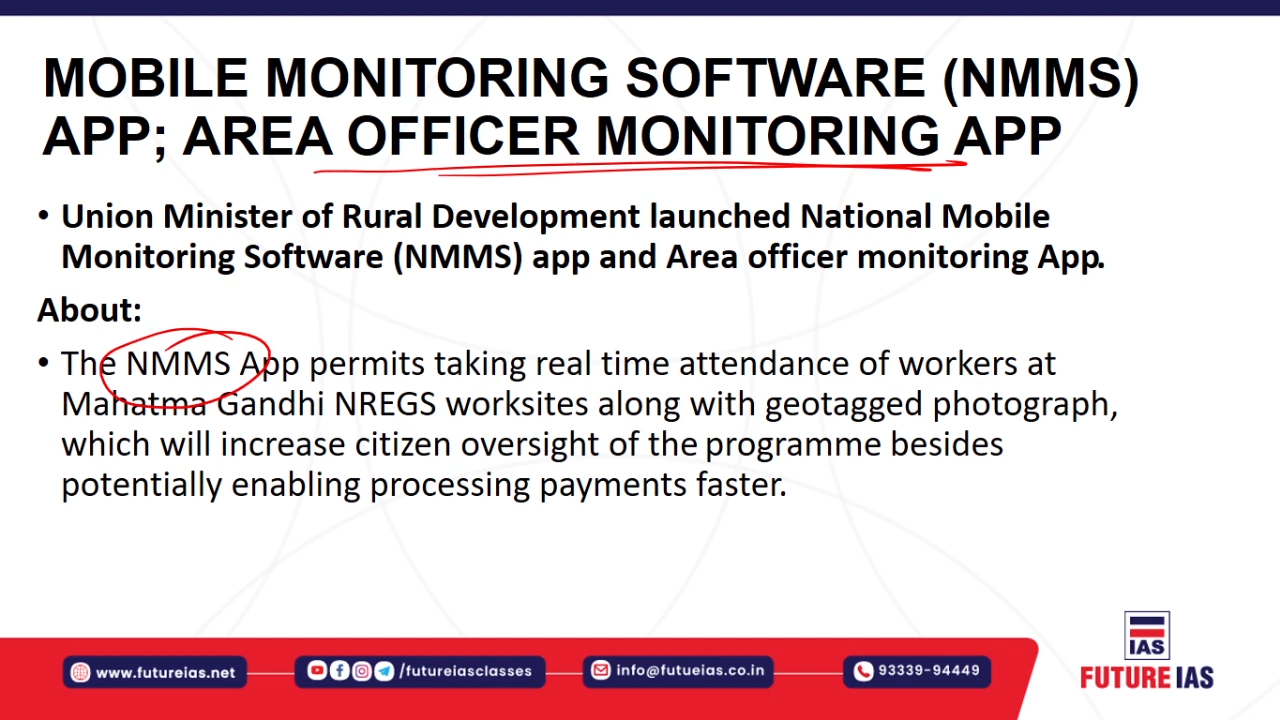 MOBILE MONITORING SOFTWARE (NMMS)
APP; AREA OFFICER MONITORING APP
• Union Minister of Rural Development launched National Mobile
Monitoring Software (NMMS) app and Area officer monitoring App.
About:
• The NMMS App permits taking real time attendance of workers at
Mahatma Gandhi NREGS worksites along with geotagged photograph,
which will increase citizen oversight of the programme besides
potentially enabling processing payments faster.
IAS
FUTURE IAS
www.futureias.net
/futureiasclasses
info@futueias.co.in
93339-94449